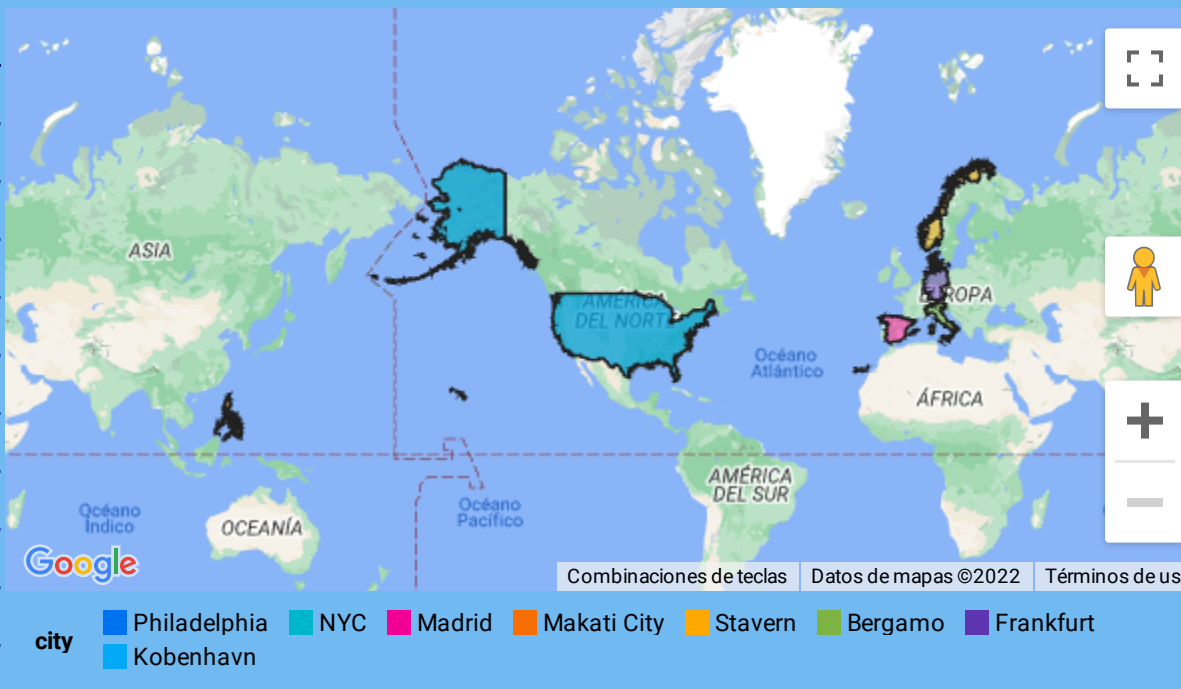 ASIA
AMÉRICA
DEL NORTE
EUROPA
Océano
Atlántico
ÁFRICA
AMÉRICA
DEL SUR
Océano
Índico
OCEANÍA
Océano
Pacífico
Google
Combinaciones de teclas
Datos de mapas ©2022
Términos de us
city
Philadelphia
NYC
Madrid
Makati City
Stavern
Bergamo
Frankfurt
Kobenhavn